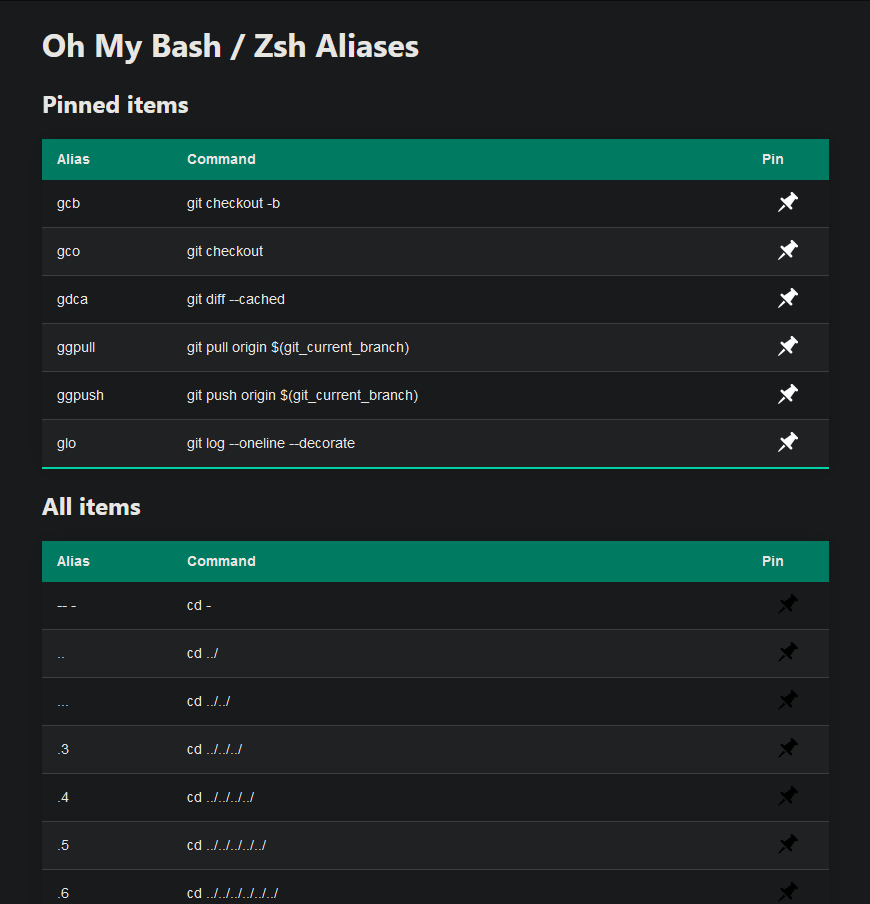 Oh My Bash / Zsh Aliases
Pinned items
Alias Command Pin
gcb git checkout -b
gco git checkout
gdca git diff --cached
ggpull git pull origin $(git_current_branch)
ggpush git push origin $(git_current_branch)
glo git log --oneline --decorate
All items
Alias Command Pin
-- - cd -
.. cd ../
... cd ../../
.3 cd ../../../
.4 cd ../../../../
.5 cd ../../../../../
.6 cd ../../../../../../